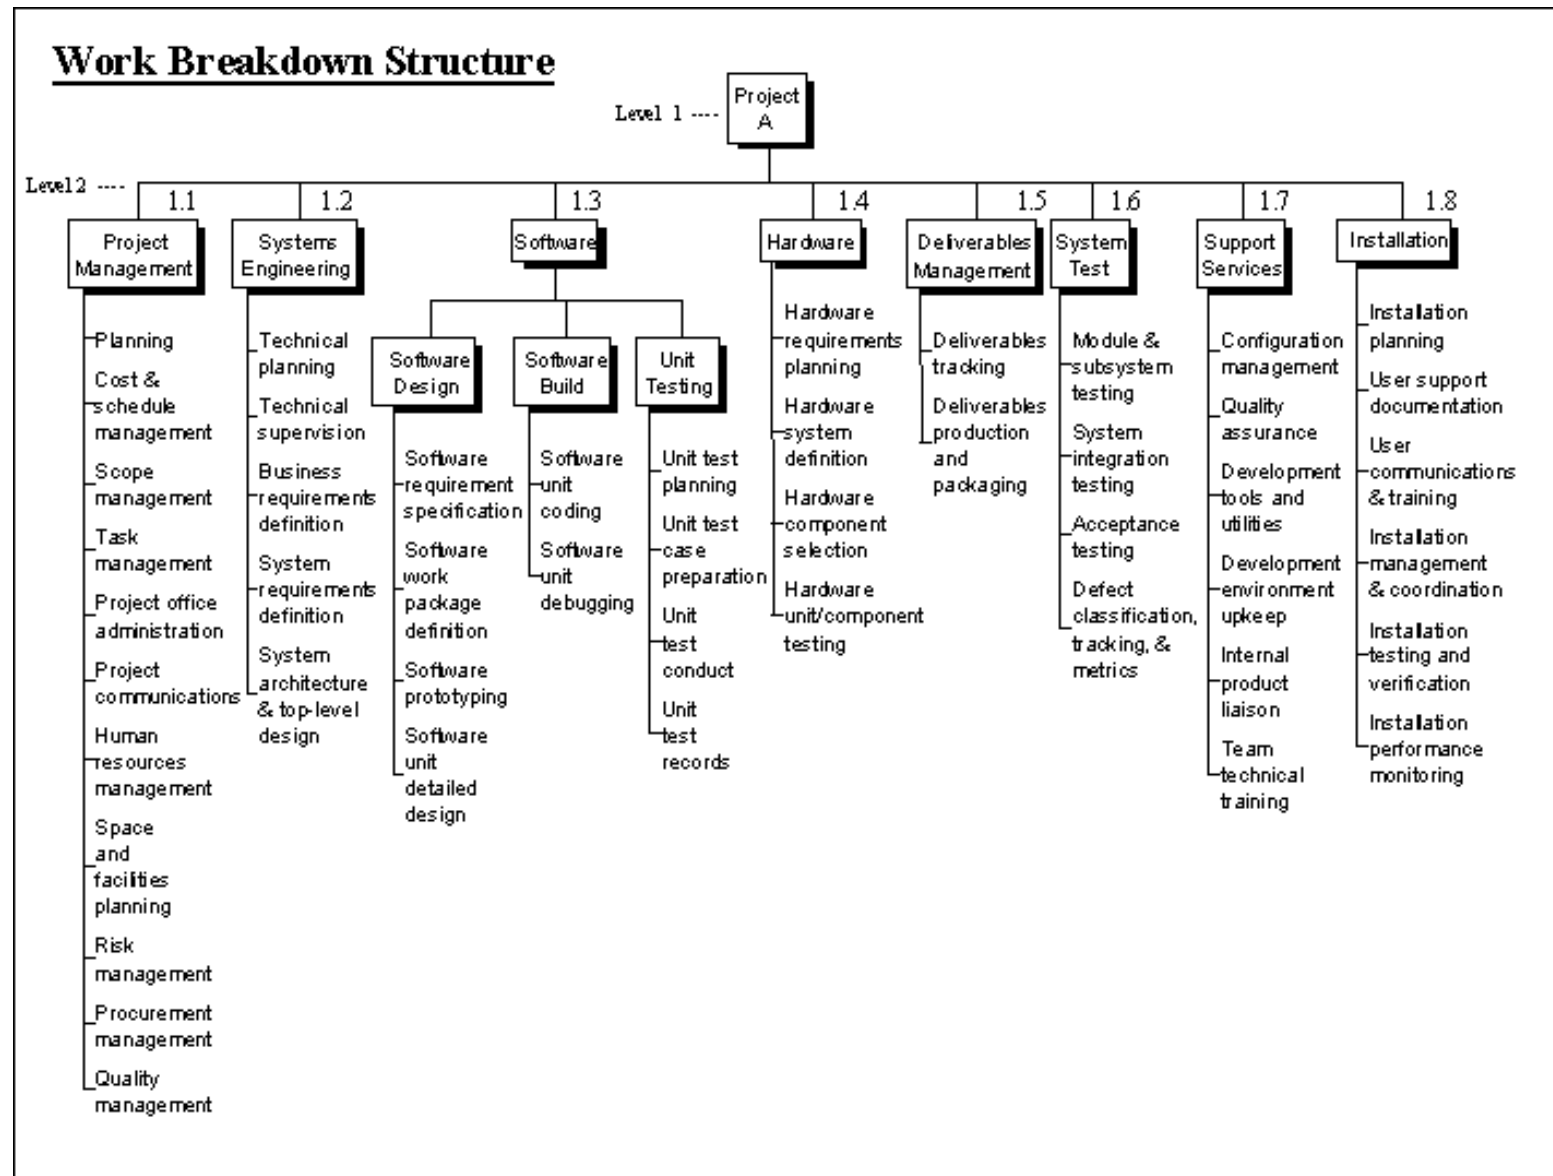 Work Breakdown Structure
Project
A
Level 1 ----
Level 2 ----
1.1
1.2
1.3
1.4
1.5
1.6
1.7
1.8
Project
Management
Planning
Cost &
schedule
management
Scope
management
Task
management
Project office
administration
Project
communications
Human
resources
management
Space
and
facilities
planning
Risk
management
Procurement
management
Quality
management
Systems
Engineering
Technical
planning
Technical
supervision
Business
requirements
definition
System
requirements
definition
System
architecture
& top-level
design
Software
Software
Design
Software
requirement
specification
Software
work
package
definition
Software
prototyping
Software
unit
detailed
design
Software
Build
Software
unit
coding
Software
unit
debugging
Unit
Testing
Unit test
planning
Unit test
case
preparation
Unit
test
conduct
Unit
test
records
Hardware
Hardware
requirements
planning
Hardware
system
definition
Hardware
component
selection
Hardware
unit/component
testing
Deliverables
Management
Deliverables
tracking
Deliverables
production
and
packaging
System
Test
Module &
subsystem
testing
System
integration
testing
Acceptance
testing
Defect
classification,
tracking, &
metrics
Support
Services
Configuration
management
Quality
assurance
Development
tools and
utilities
Development
environment
upkeep
Internal
product
liaison
Team
technical
training
Installation
Installation
planning
User support
documentation
User
communications
& training
Installation
management
& coordination
Installation
testing and
verification
Installation
performance
monitoring